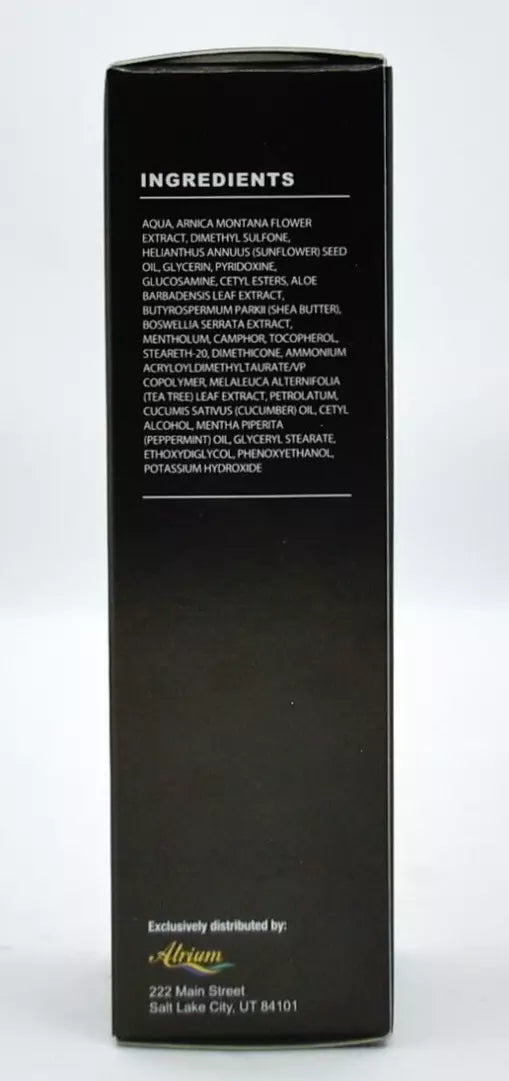 INGREDIENTS
AQUA, ARNICA MONTANA FLOWER
EXTRACT, DIMETHYL SULFONE,
HELIANTHUS ANNUUS (SUNFLOWER) SEED
OIL, GLYCERIN, PYRIDOXINE,
GLUCOSAMINE, CETYL ESTERS, ALOE
BARBADENSIS LEAF EXTRACT,
BUTYROSPERMUM PARKII (SHEA BUTTER),
BOSWELLIA SERRATA EXTRACT,
MENTHOLUM, CAMPHOR, TOCOPHEROL,
STEARETH-20, DIMETHICONE, AMMONIUM
ACRYLOYLDIMETHYLTAURATE/VP
COPOLYMER, MELALEUCA ALTERNIFOLIA
(TEA TREE) LEAF EXTRACT, PETROLATUM,
CUCUMIS SATIVUS (CUCUMBER) OIL, CETYL
ALCOHOL, MENTHA PIPERITA
(PEPPERMINT) OIL, GLYCERYL STEARATE,
ETHOXYDIGLYCOL, PHENOXYETHANOL,
POTASSIUM HYDROXIDE
Exclusively distributed by:
Atrium
222 Main Street
Salt Lake City, UT 84101